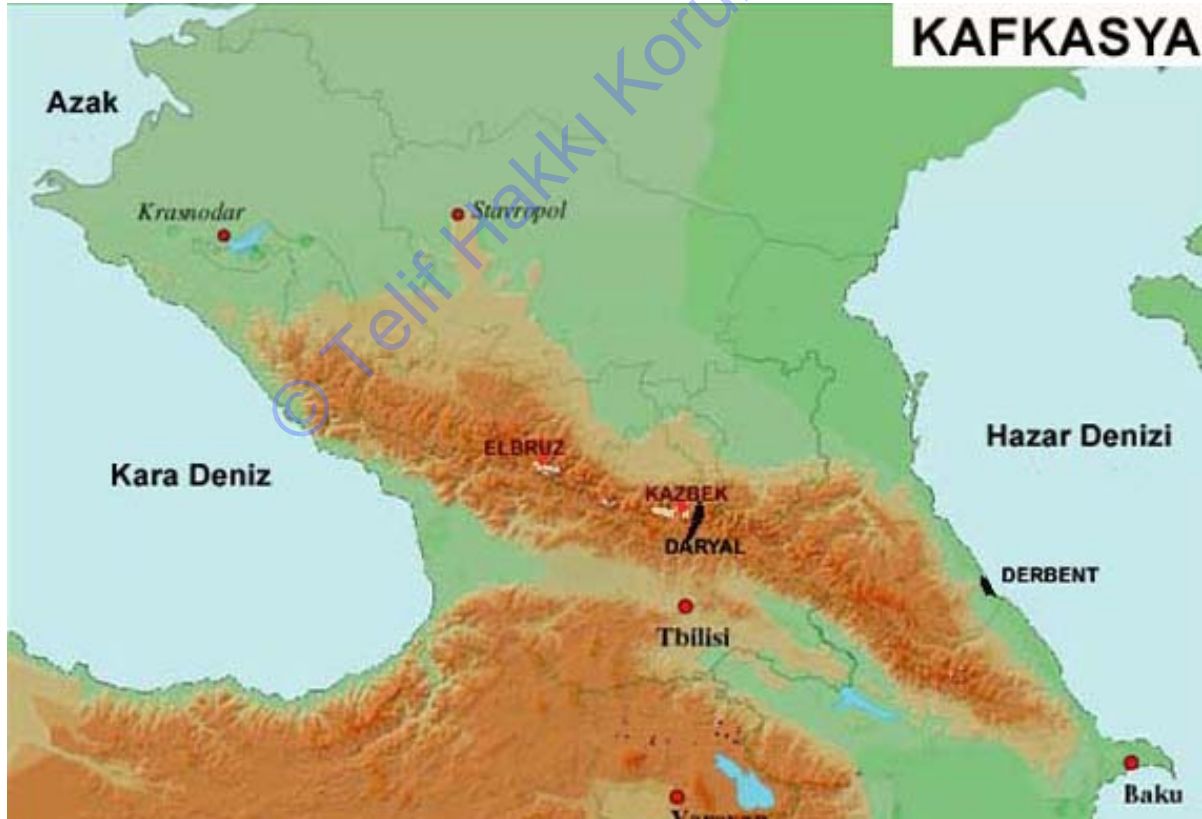 KAFKASYA
Azak
© Telif Hakkı Koru
Krasnodar
Stavropol
Kara Deniz
Hazar Denizi
ELBRUZ
KAZBEK
DARYAL
DERBENT
Tbilisi
Baku